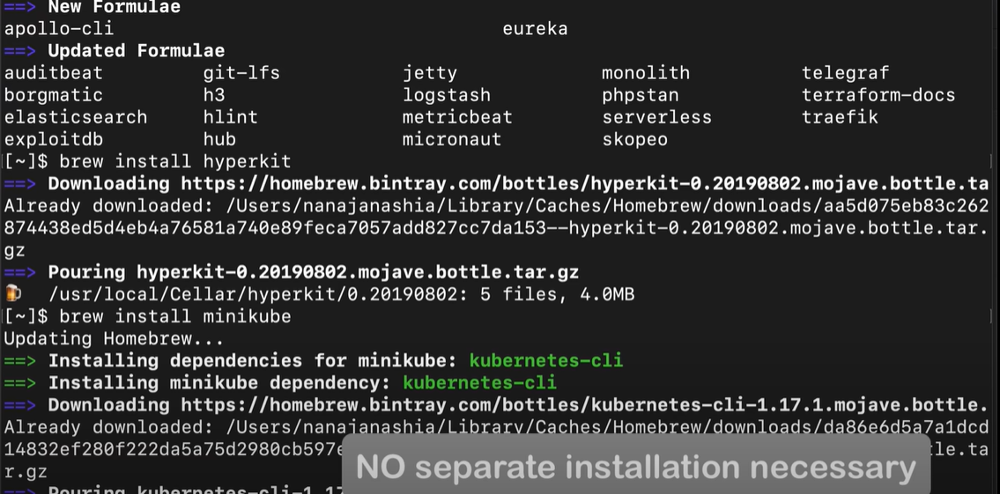 ==> New Formulae
apollo-cli eureka
==> Updated Formulae
auditbeat git-lfs jetty monolith telegraf
borgmatic h3 logstash phpstan terraform-docs
elasticsearch hlint metricbeat serverless traefik
exploitdb hub micronaut skopeo
[~]$ brew install hyperkit
==> Downloading https://homebrew.bintray.com/bottles/hyperkit-0.20190802.mojave.bottle.ta
Already downloaded: /Users/nanajanashia/Library/Caches/Homebrew/downloads/aa5d075eb83c262
874438ed5d4eb4a76581a740e89feca7057add827cc7da153--hyperkit-0.20190802.mojave.bottle.tar.
gz
==> Pouring hyperkit-0.20190802.mojave.bottle.tar.gz
🍺 /usr/local/Cellar/hyperkit/0.20190802: 5 files, 4.0MB
[~]$ brew install minikube
Updating Homebrew...
==> Installing dependencies for minikube: kubernetes-cli
==> Installing minikube dependency: kubernetes-cli
==> Downloading https://homebrew.bintray.com/bottles/kubernetes-cli-1.17.1.mojave.bottle.
Already downloaded: /Users/nanajanashia/Library/Caches/Homebrew/downloads/da86e6d5a7a1dcd
14832ef280f222da5a75d2980cb597e tle.ta
r.gz
==> Pouring kubernetes-cli-1.17
NO separate installation necessary